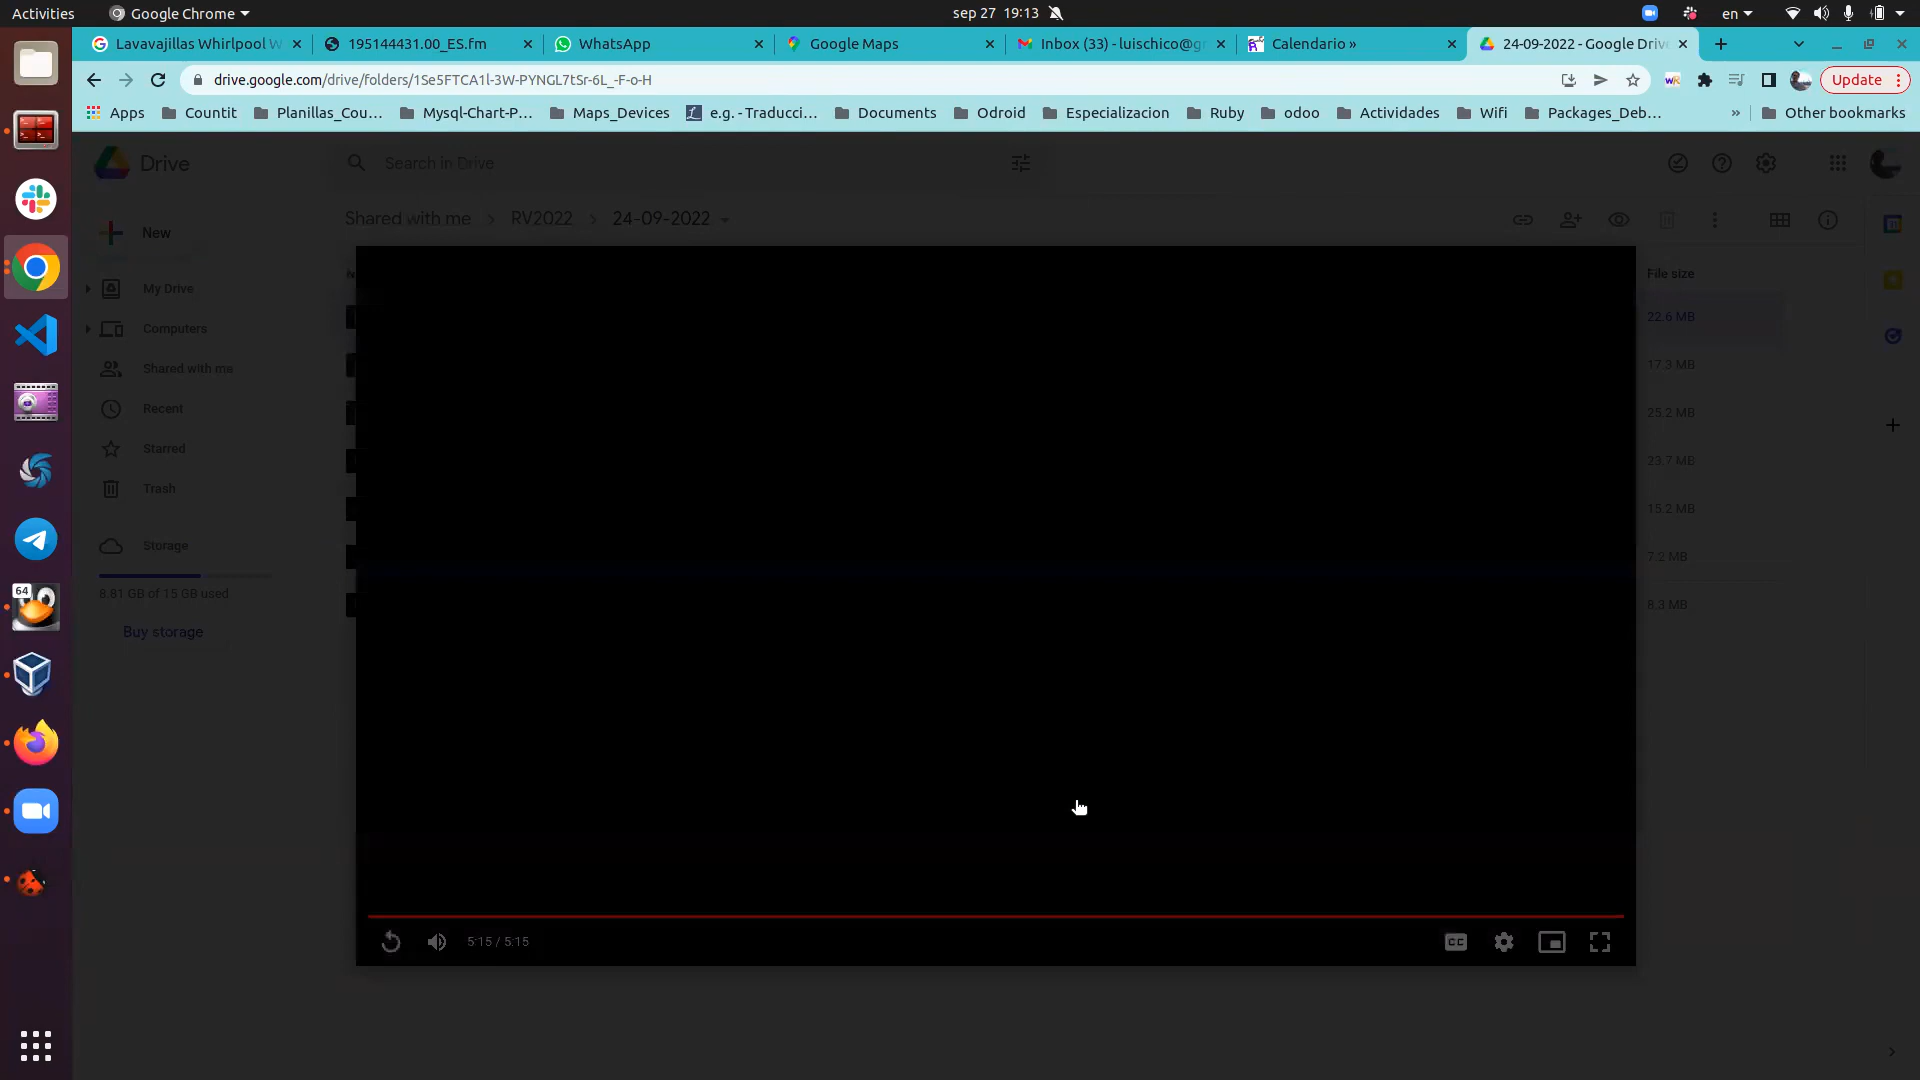 Activities
Google Chrome
sep 27 19:13
en
Lavavajillas Whirlpool W
195144431.00_ES.fm
WhatsApp
Google Maps
Inbox (33) - luischico@g
Calendario »
24-09-2022 - Google Driv
drive.google.com/drive/folders/1Se5FTCA1l-3W-PYNGL7tSr-6L_-F-o-H
Update
Apps
Countit
Planillas_Cou...
Mysql-Chart-P...
Maps_Devices
e.g. - Traducci...
Documents
Odroid
Especializacion
Ruby
odoo
Actividades
Wifi
Packages_Deb...
»
Other bookmarks
Drive
Search in Drive
Shared with me > RV2022 > 24-09-2022
New
My Drive
Computers
Shared with me
Recent
Starred
Trash
Storage
8.81 GB of 15 GB used
Buy storage
File size
22.6 MB
17.3 MB
25.2 MB
23.7 MB
15.2 MB
7.2 MB
8.3 MB
64
5:15 / 5:15
CC